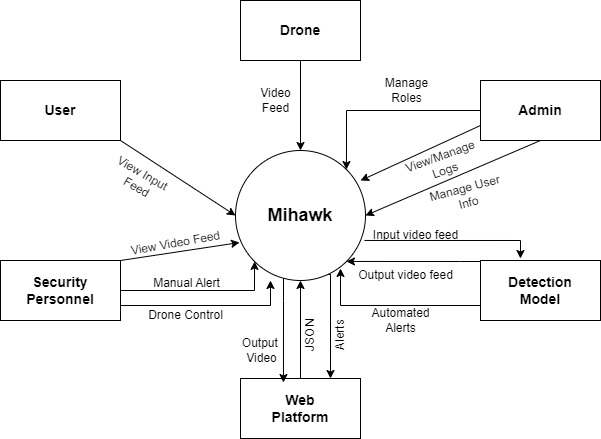 Drone
Video
Feed
Manage
Roles
User
Admin
View Input
Feed
View/Manage
Logs
Manage User
Info
Mihawk
View Video Feed
Input video feed
Security
Personnel
Manual Alert
Output video feed
Detection
Model
Drone Control
Automated
Alerts
Output
Video
JSON
Alerts
Web
Platform